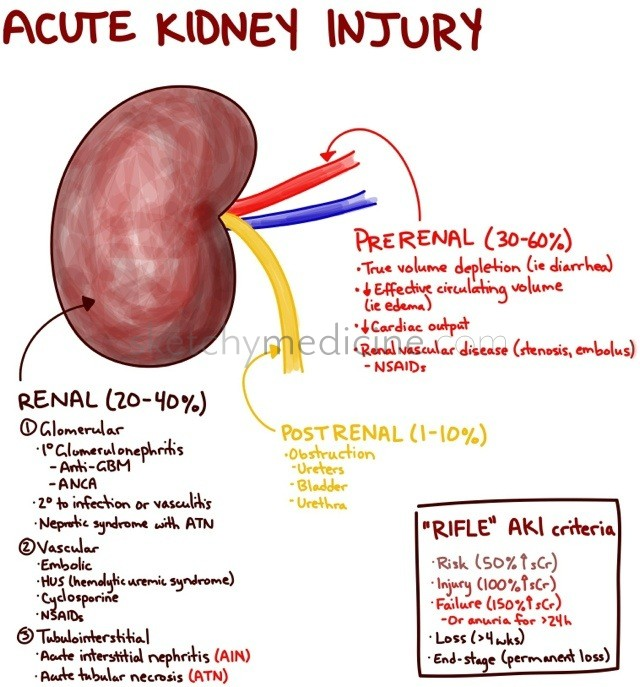 ACUTE KIDNEY INJURY
PRERENAL (30-60%)
·True volume depletion (ie diarrhea)
·↓Effective circulating volume
(ie edema)
·↓Cardiac output
·Renal vascular disease (stenosis, embolus)
-NSAIDs
sketchymedicine.com
RENAL (20-40%)
① Glomerular
·1° Glumerulonephritis
-Anti-GBM
-ANCA
·2° to infection or vasculitis
·Neprotic syndrome with ATN
② Vascular
·Embolic
·HUS (hemolytic uremic syndrome)
·Cyclosporine
·NSAIDs
③ Tubulointerstitial
·Acute interstitial nephritis (AIN)
·Acute tubular necrosis (ATN)
POSTRENAL (1-10%)
·Obstruction
-Ureters
-Bladder
-Urethra
"RIFLE" AKI criteria
·Risk (50%↑sCr)
·Injury (100%↑sCr)
·Failure (150%↑sCr)
-Or anuria for >24h
·Loss (>4wks)
·End-stage (permanent loss)